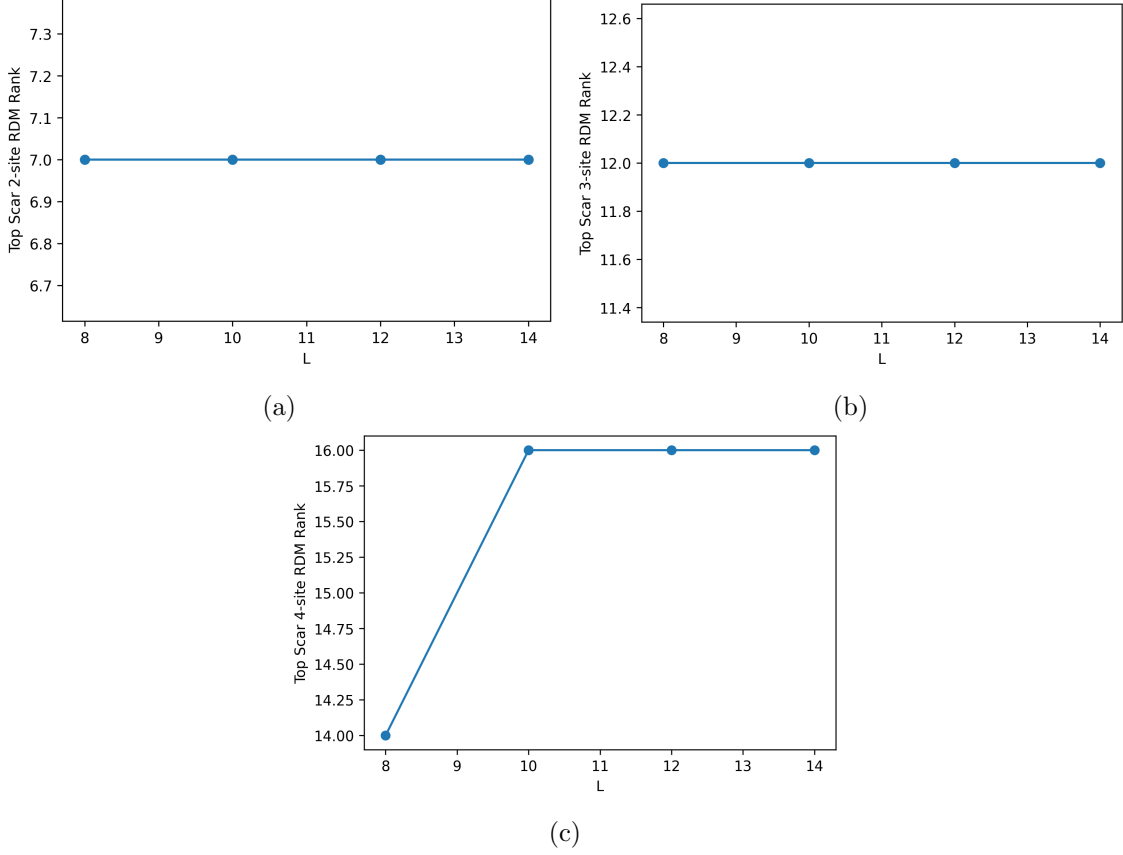 Top Scar 2-site RDM Rank
7.3
7.2
7.1
7.0
6.9
6.8
6.7
8 9 10 11 12 13 14
L
(a)
Top Scar 3-site RDM Rank
12.6
12.4
12.2
12.0
11.8
11.6
11.4
8 9 10 11 12 13 14
L
(b)
Top Scar 4-site RDM Rank
16.00
15.75
15.50
15.25
15.00
14.75
14.50
14.25
14.00
8 9 10 11 12 13 14
L
(c)